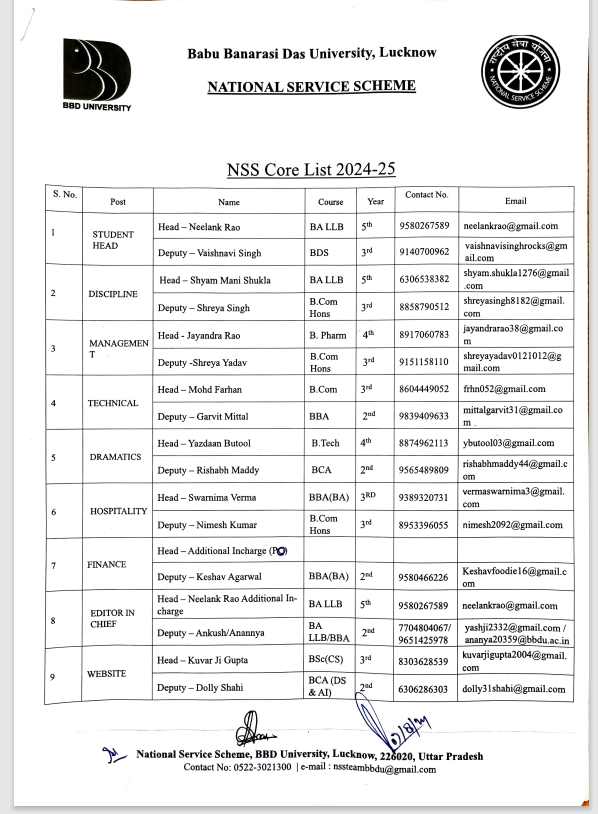 Babu Banarasi Das University, Lucknow
NATIONAL SERVICE SCHEME
BBD UNIVERSITY
राष्ट्रीय सेवा योजना
NATIONAL SERVICE SCHEME
NSS Core List 2024-25
S. No. Post Name Course Year Contact No. Email
1 STUDENT HEAD Head – Neelank Rao BA LLB 5th 9580267589 neelankrao@gmail.com
Deputy – Vaishnavi Singh BDS 3rd 9140700962 vaishnavisinghrocks@gmail.com
2 DISCIPLINE Head – Shyam Mani Shukla BA LLB 5th 6306538382 shyam.shukla1276@gmail.com
Deputy – Shreya Singh B.Com Hons 3rd 8858790512 shreyasingh8182@gmail.com
3 MANAGEMENT Head - Jayandra Rao B. Pharm 4th 8917060783 jayandrarao38@gmail.com
Deputy -Shreya Yadav B.Com Hons 3rd 9151158110 shreyayadav0121012@gmail.com
4 TECHNICAL Head – Mohd Farhan B.Com 3rd 8604449052 frhn052@gmail.com
Deputy – Garvit Mittal BBA 2nd 9839409633 mittalgarvit31@gmail.com .
5 DRAMATICS Head – Yazdaan Butool B.Tech 4th 8874962113 ybutool03@gmail.com
Deputy – Rishabh Maddy BCA 2nd 9565489809 rishabhmaddy44@gmail.com
6 HOSPITALITY Head – Swarnima Verma BBA(BA) 3RD 9389320731 vermaswarnima3@gmail.com
Deputy – Nimesh Kumar B.Com Hons 3rd 8953396055 nimesh2092@gmail.com
7 FINANCE Head – Additional Incharge (PO)
Deputy – Keshav Agarwal BBA(BA) 2nd 9580466226 Keshavfoodie16@gmail.com
8 EDITOR IN CHIEF Head – Neelank Rao Additional In-charge BA LLB 5th 9580267589 neelankrao@gmail.com
Deputy – Ankush/Anannya BA LLB/BBA 2nd 7704804067/ 9651425978 yashji2332@gmail.com / ananya20359@bbdu.ac.in
9 WEBSITE Head – Kuvar Ji Gupta BSc(CS) 3rd 8303628539 kuvarjigupta2004@gmail.com
Deputy – Dolly Shahi BCA (DS & AI) 2nd 6306286303 dolly31shahi@gmail.com
National Service Scheme, BBD University, Lucknow, 226020, Uttar Pradesh
Contact No: 0522-3021300 | e-mail : nssteambbdu@gmail.com